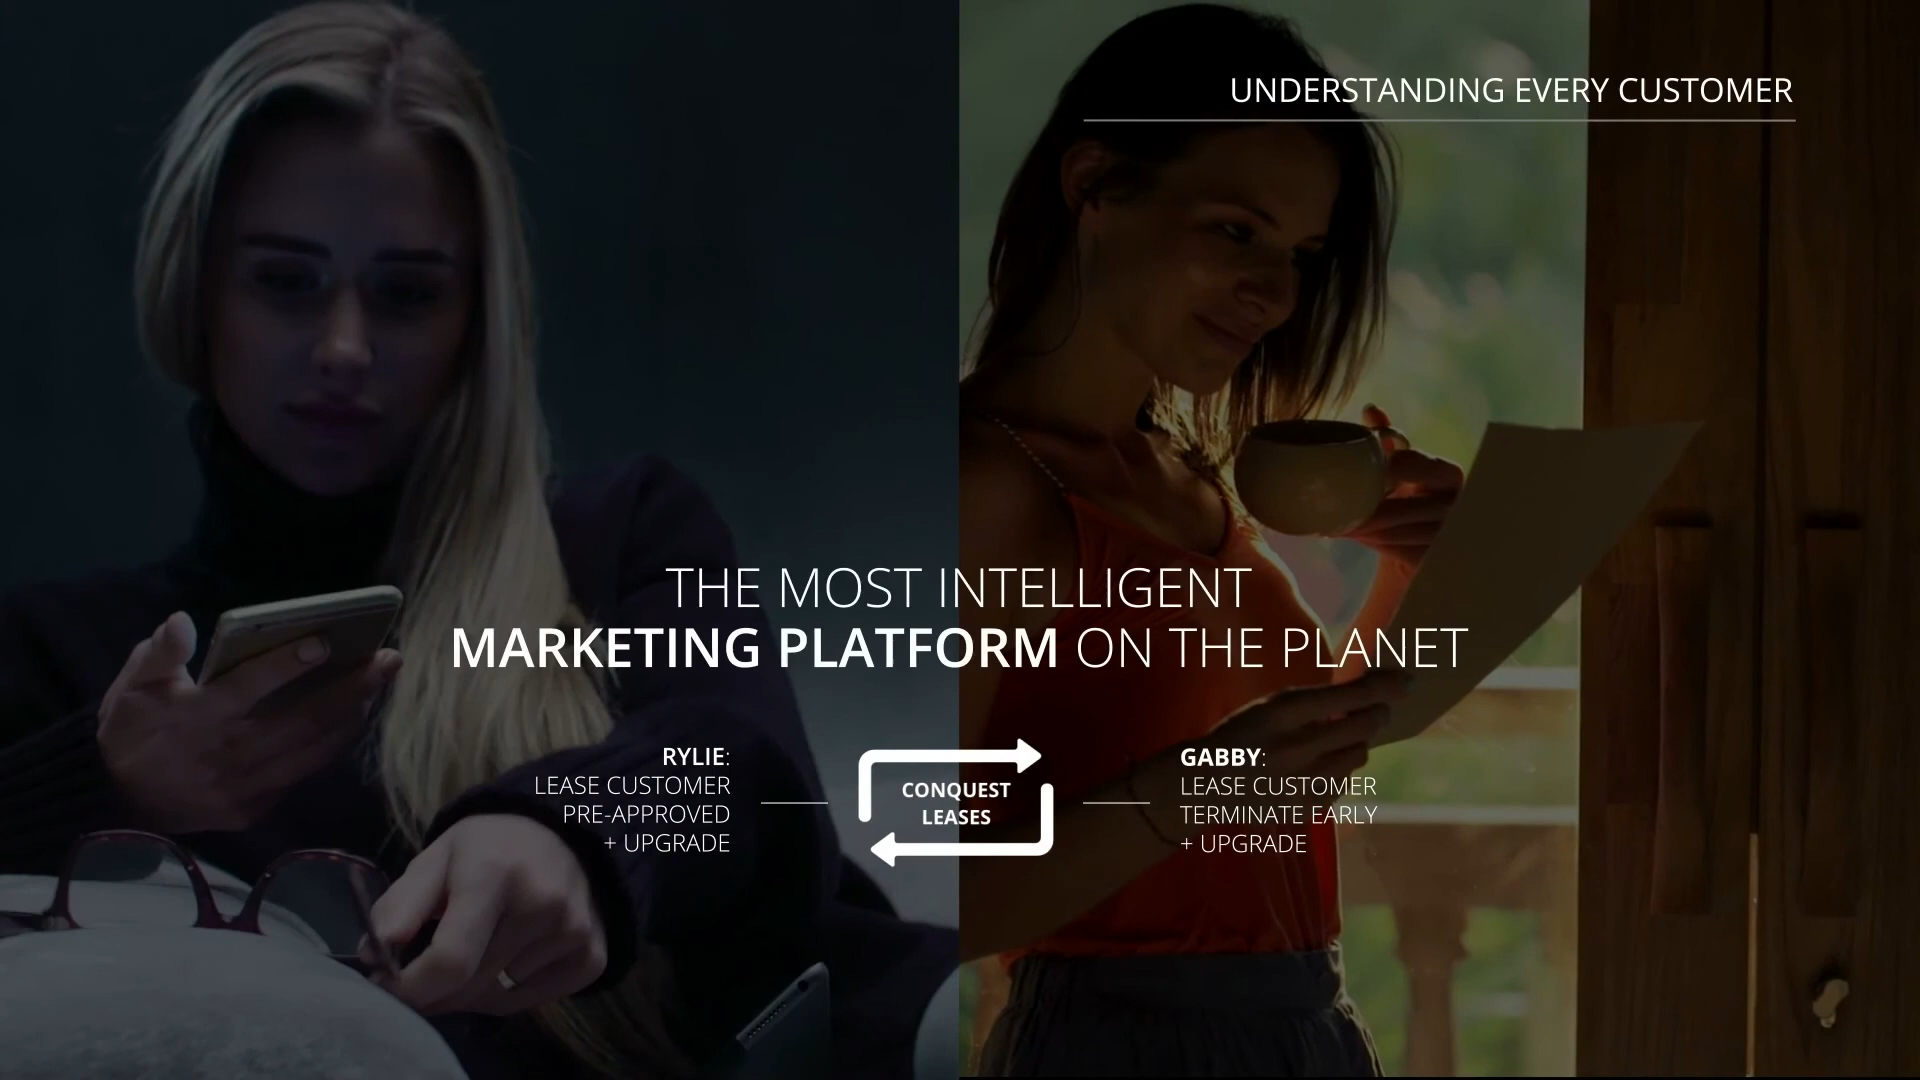 UNDERSTANDING EVERY CUSTOMER
THE MOST INTELLIGENT
MARKETING PLATFORM ON THE PLANET
RYLIE:
LEASE CUSTOMER
PRE-APPROVED
+ UPGRADE
CONQUEST
LEASES
GABBY:
LEASE CUSTOMER
TERMINATE EARLY
+ UPGRADE